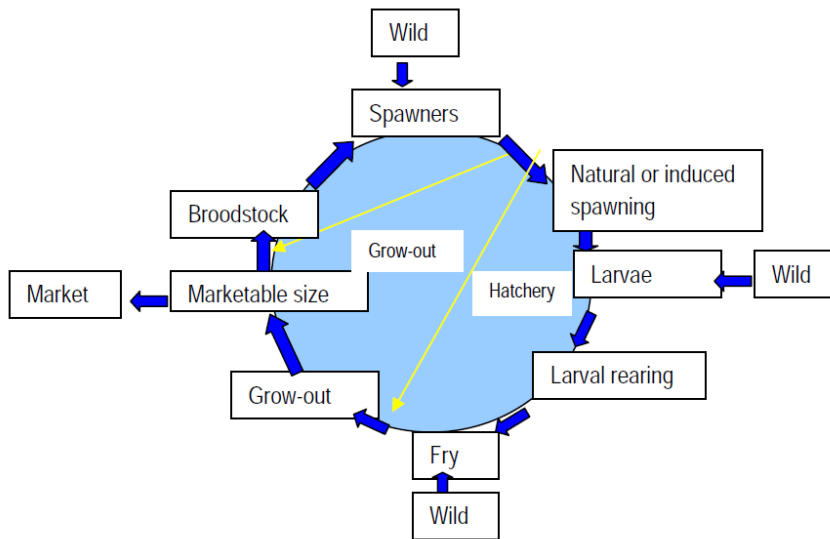 Wild
Spawners
Natural or induced
spawning
Broodstock
Grow-out
Larvae
Wild
Market
Marketable size
Hatchery
Larval rearing
Grow-out
Fry
Wild